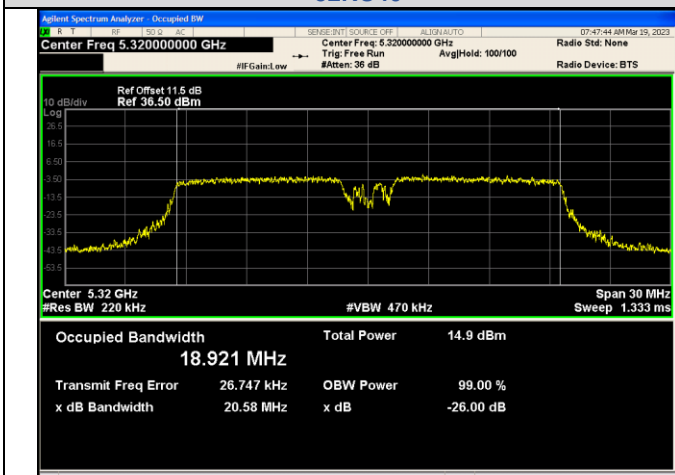 Agilent Spectrum Analyzer - Occupied BW
R T RF 50 Ω AC SENSE:INT SOURCE OFF ALIGN AUTO 07:47:44 AM Mar 19, 2023
Center Freq 5.320000000 GHz Center Freq: 5.320000000 GHz Radio Std: None
Trig: Free Run Avg|Hold: 100/100
#IFGain:Low #Atten: 36 dB Radio Device: BTS
Ref Offset 11.5 dB
10 dB/div Ref 36.50 dBm
Log
26.5
16.5
6.50
-3.50
-13.5
-23.5
-33.5
-43.5
-53.5
Center 5.32 GHz Span 30 MHz
#Res BW 220 kHz #VBW 470 kHz Sweep 1.333 ms
Occupied Bandwidth Total Power 14.9 dBm
18.921 MHz
Transmit Freq Error 26.747 kHz OBW Power 99.00 %
x dB Bandwidth 20.58 MHz x dB -26.00 dB